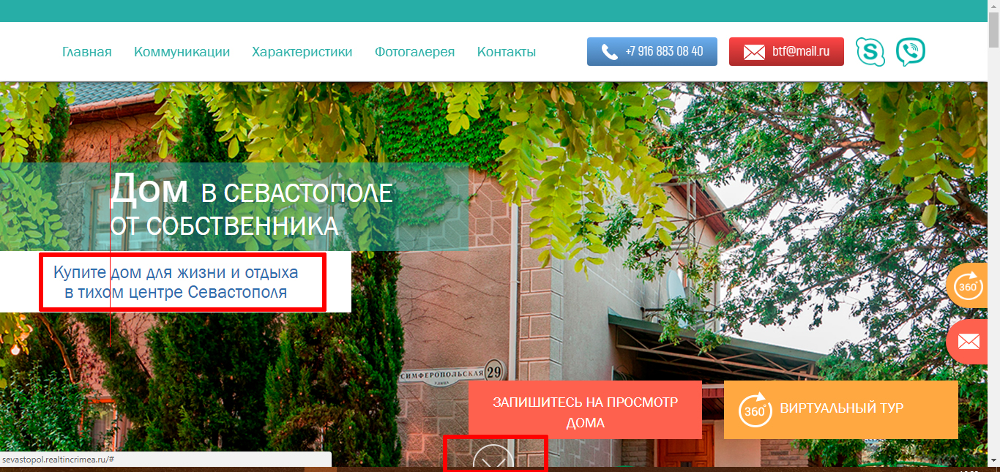 Главная Коммуникации Характеристики Фотогалерея Контакты +7 916 883 08 40 btf@mail.ru
Дом в севастополе
от собственника
Купите дом для жизни и отдыха
в тихом центре Севастополя
360°
СИМФЕРОПОЛЬСКАЯ 29
УЛИЦА
ЗАПИШИТЕСЬ НА ПРОСМОТР
ДОМА
360° ВИРТУАЛЬНЫЙ ТУР
sevastopol.realtincrimea.ru/#